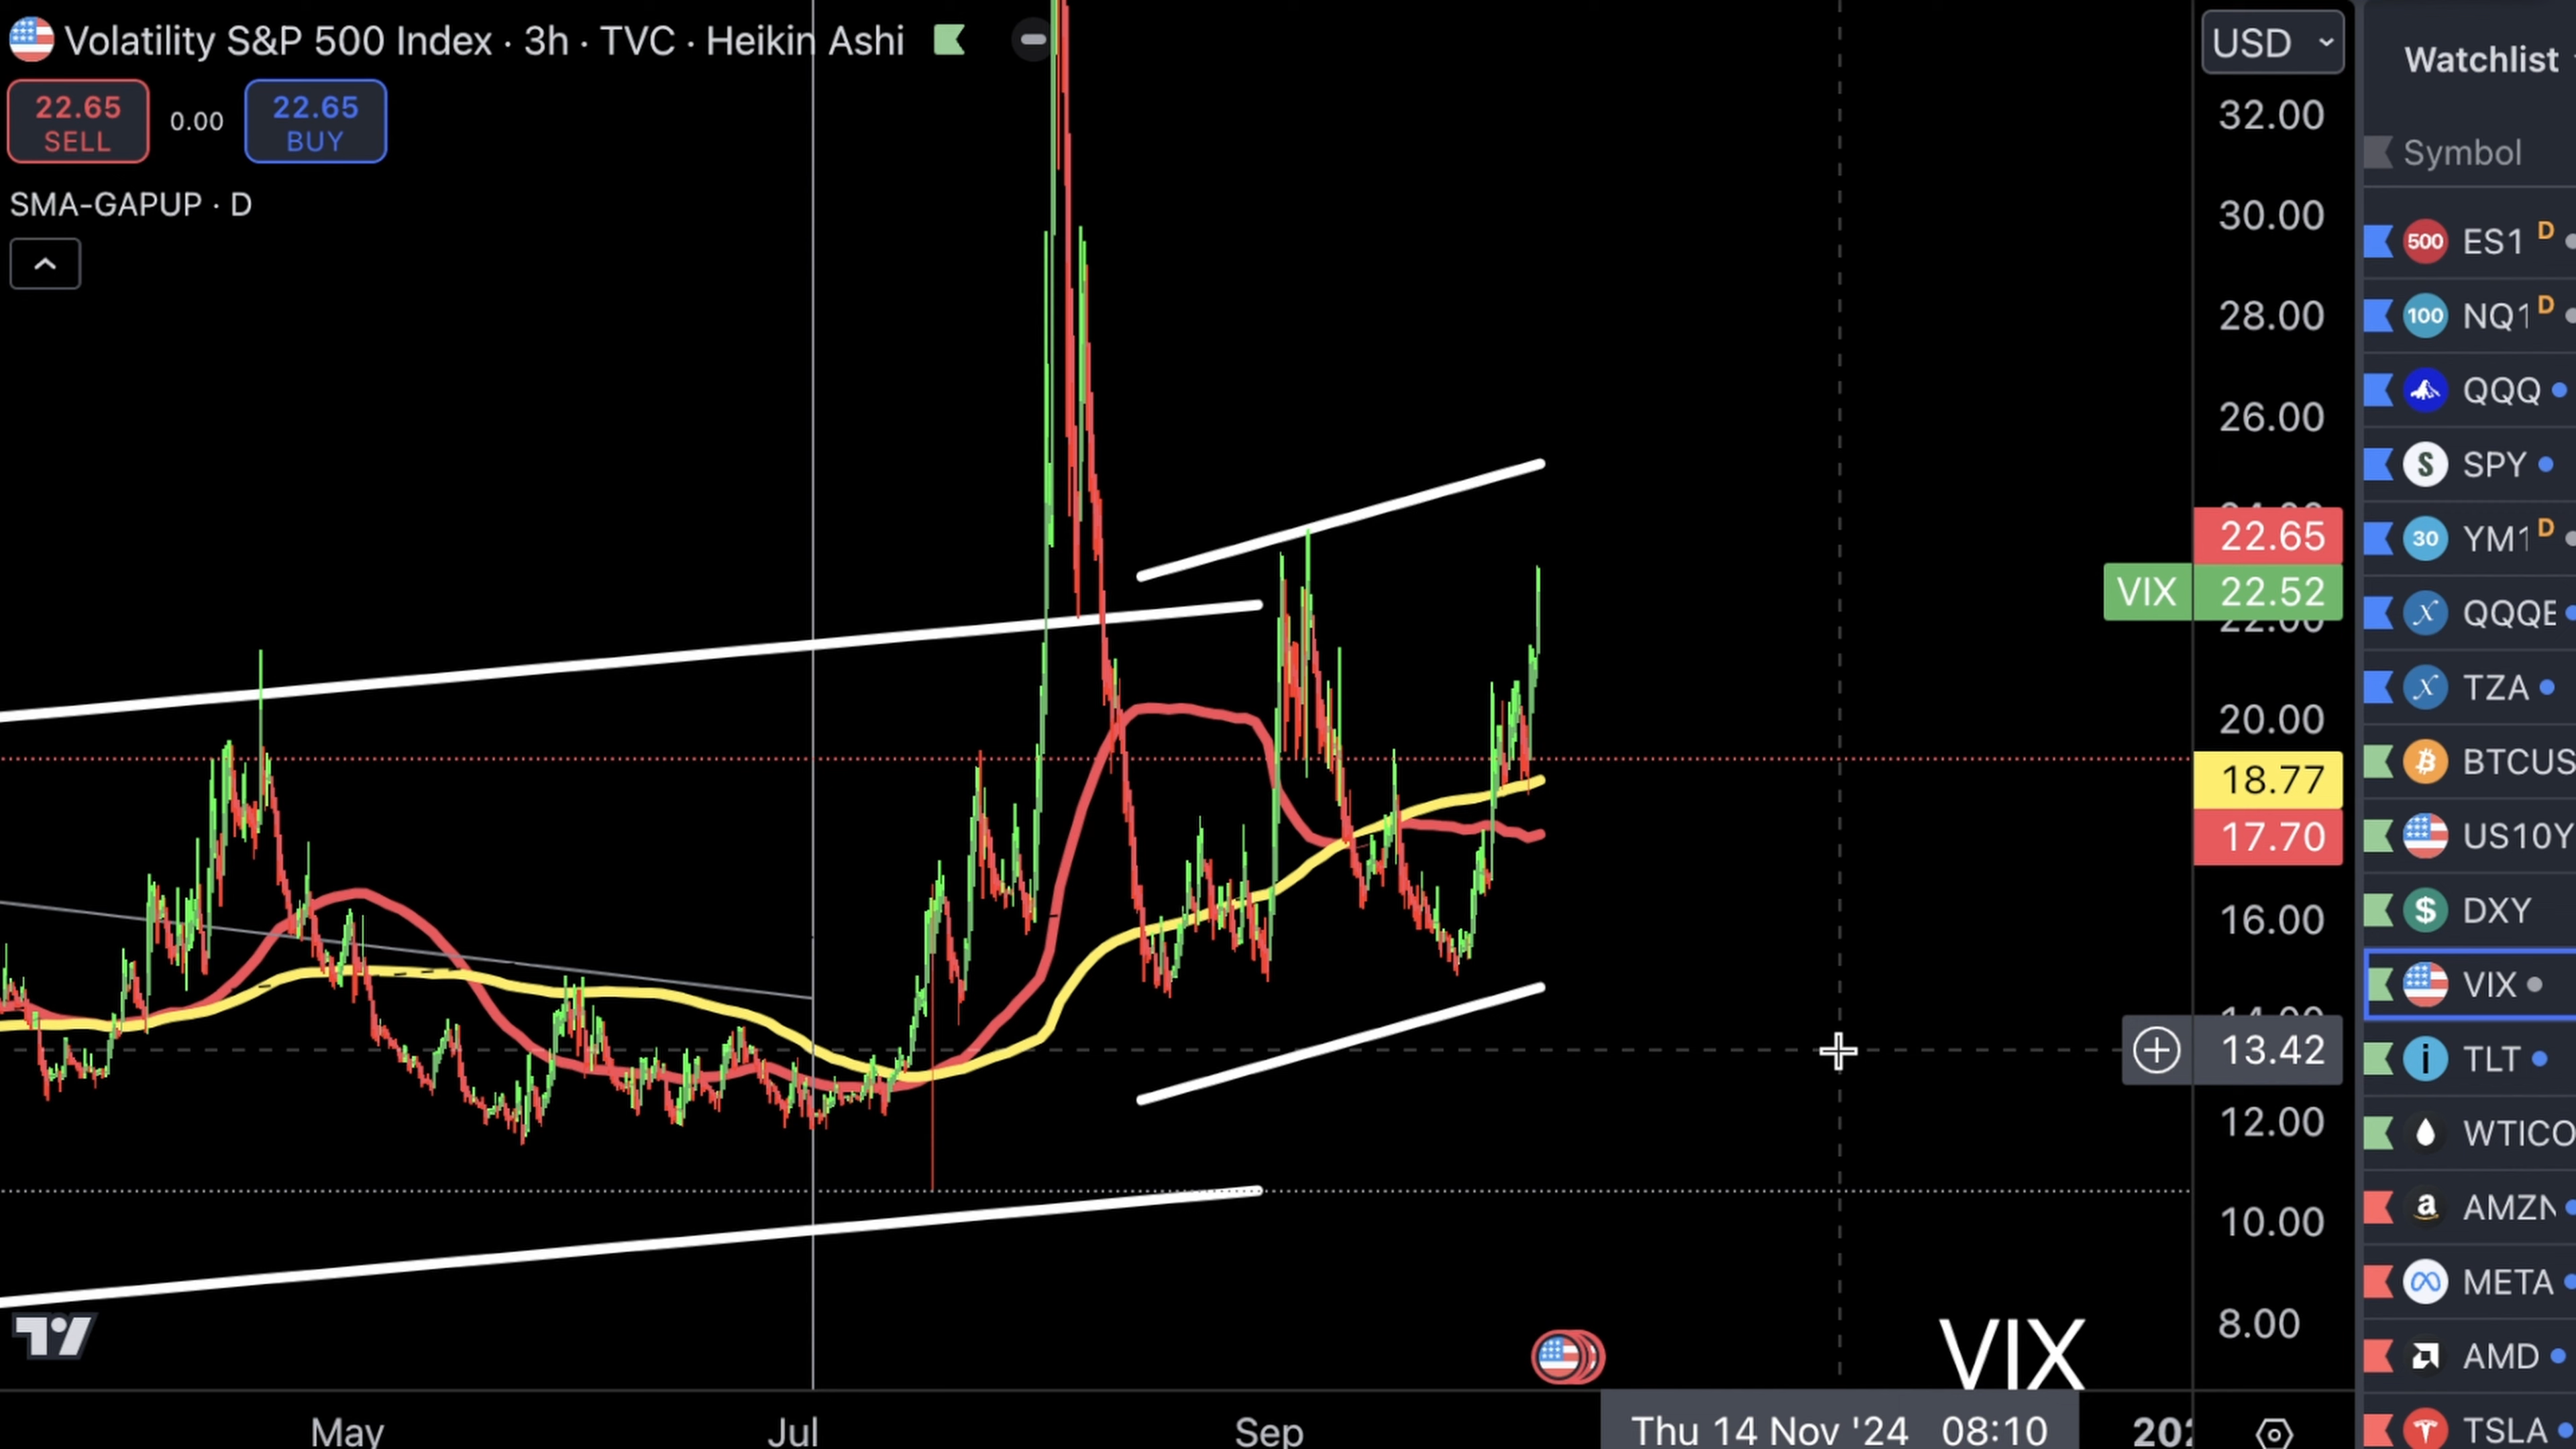 Volatility S&P 500 Index · 3h · TVC · Heikin Ashi
22.65
SELL
0.00
22.65
BUY
SMA-GAPUP · D
USD
32.00
30.00
28.00
26.00
22.65
VIX 22.52
20.00
18.77
17.70
16.00
13.42
12.00
10.00
8.00
VIX
May
Jul
Sep
Thu 14 Nov '24 08:10
Watchlist
Symbol
500 ES1 D
100 NQ1 D
QQQ
S SPY
30 YM1 D
X QQQE
X TZA
BTCUS
US10Y
$ DXY
VIX
i TLT
WTICO
a AMZN
META
AMD
TSLA